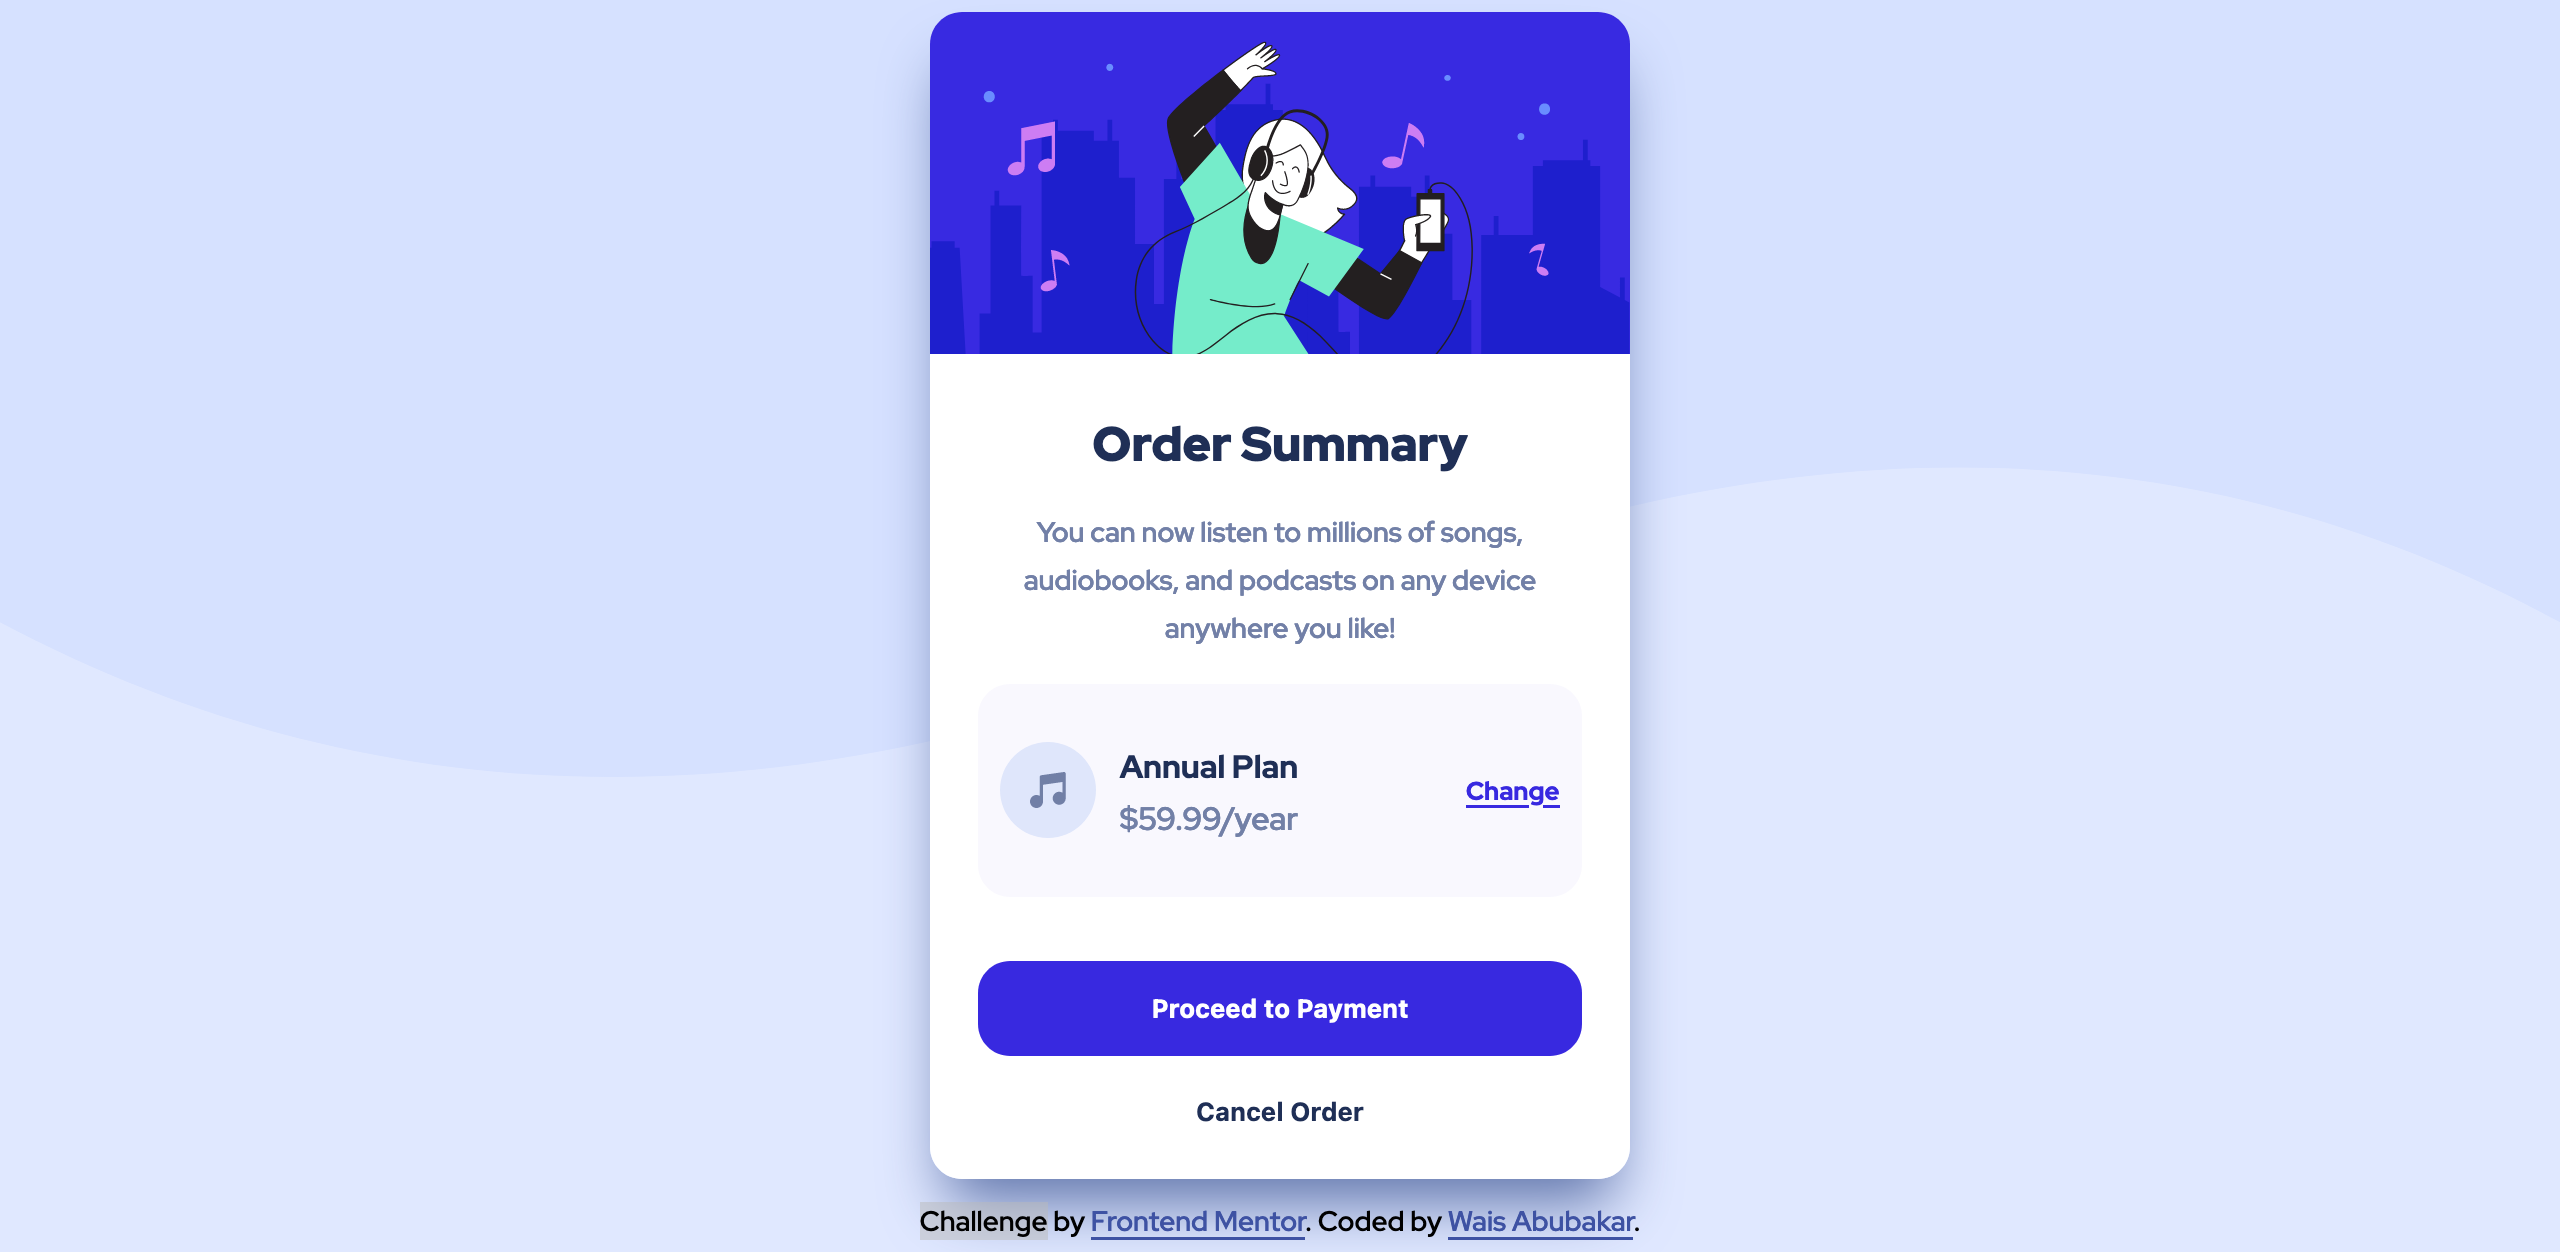 Order Summary
You can now listen to millions of songs,
audiobooks, and podcasts on any device
anywhere you like!
Annual Plan
$59.99/year
Change
Proceed to Payment
Cancel Order
Challenge by Frontend Mentor. Coded by Wais Abubakar.